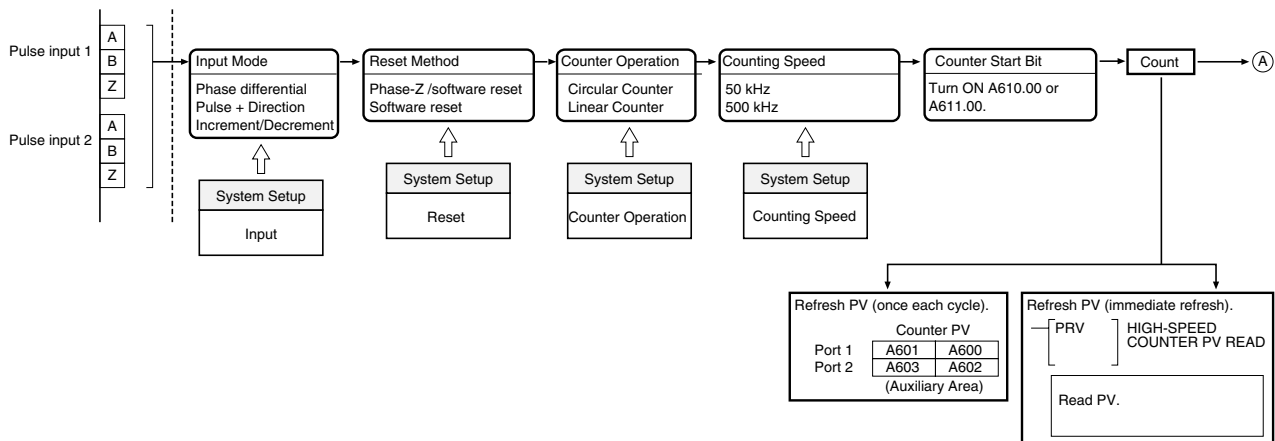 Pulse input 1
A
B
Z
Pulse input 2
A
B
Z
Input Mode
Phase differential
Pulse + Direction
Increment/Decrement
System Setup
Input
Reset Method
Phase-Z /software reset
Software reset
System Setup
Reset
Counter Operation
Circular Counter
Linear Counter
System Setup
Counter Operation
Counting Speed
50 kHz
500 kHz
System Setup
Counting Speed
Counter Start Bit
Turn ON A610.00 or
A611.00.
Count
A
Refresh PV (once each cycle).
Counter PV
Port 1 A601 A600
Port 2 A603 A602
(Auxiliary Area)
Refresh PV (immediate refresh).
PRV HIGH-SPEED
COUNTER PV READ
Read PV.